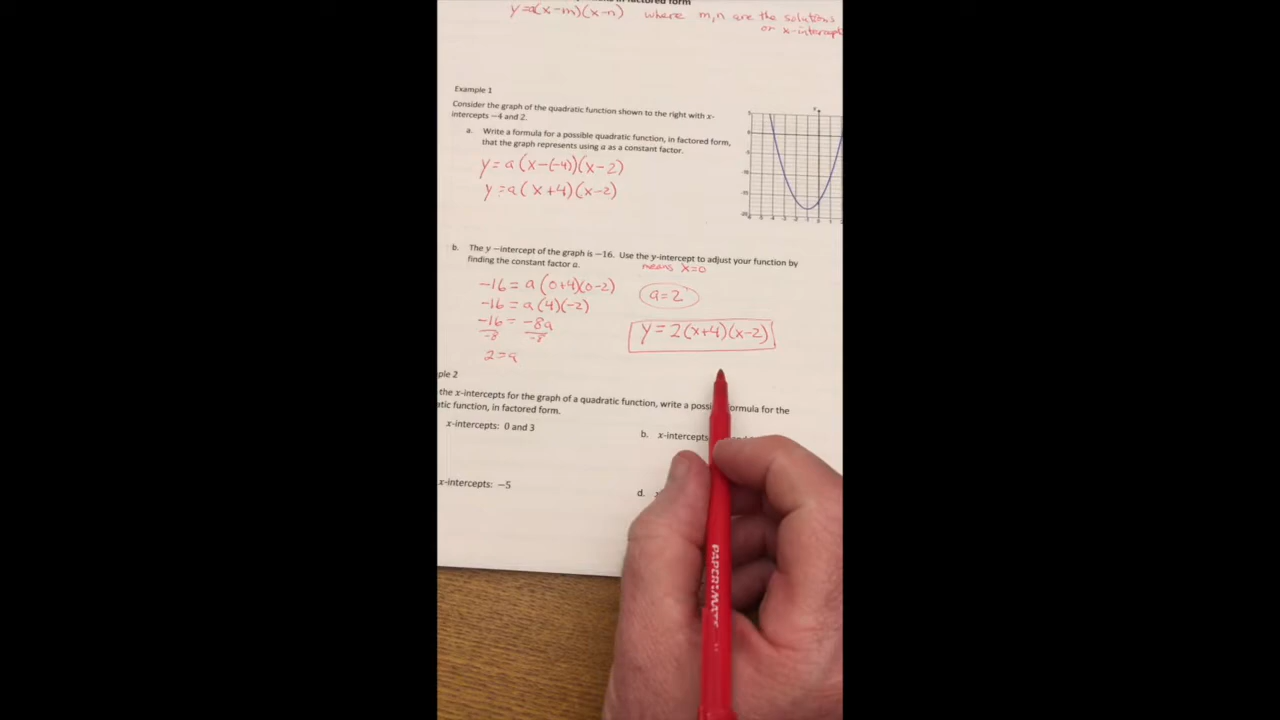 in factored form
y=a(x-m)(x-n) where m,n are the solutions
or x-intercept
Example 1
Consider the graph of the quadratic function shown to the right with x-
intercepts −4 and 2.
a. Write a formula for a possible quadratic function, in factored form,
that the graph represents using a as a constant factor.
y= a(x-(-4))(x-2)
y=a(x+4)(x-2)
b. The y −intercept of the graph is −16. Use the y-intercept to adjust your function by
finding the constant factor a.
means x=0
-16= a(0+4)(0-2)
a=2
-16=a(4)(-2)
-16 = -8a
-8 -8
y= 2(x+4)(x-2)
2=a
ple 2
the x-intercepts for the graph of a quadratic function, write a possi formula for the
atic function, in factored form.
x-intercepts: 0 and 3
b. x-intercepts
x-intercepts: −5
d. x
PAPER:MATE